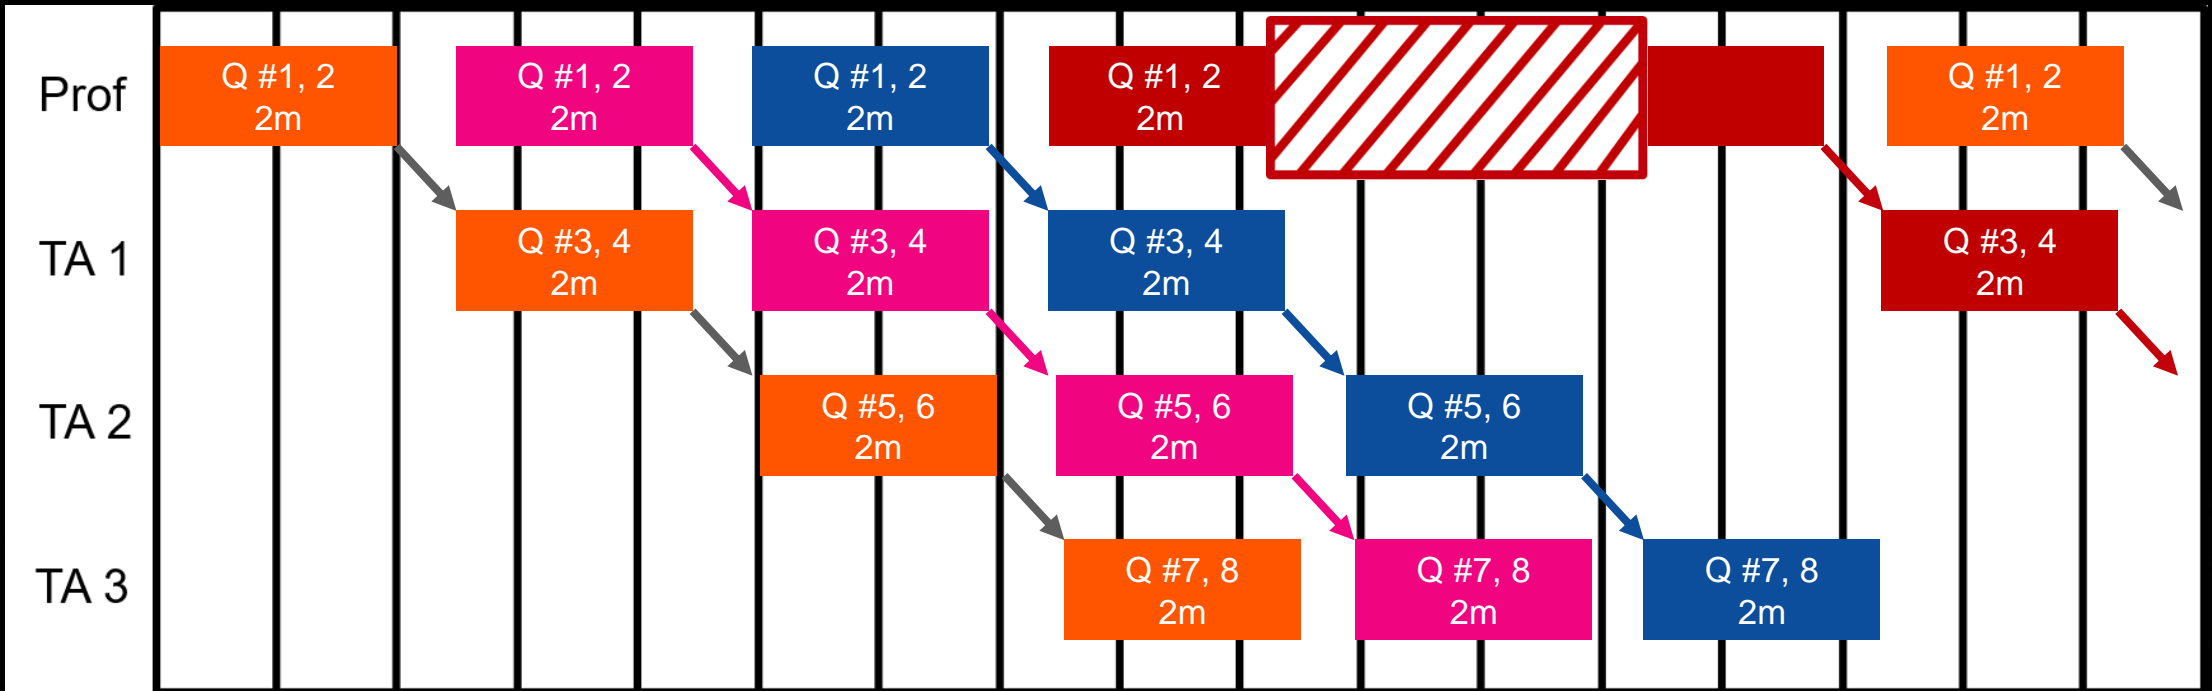 Prof
Q #1, 2
2m
Q #1, 2
2m
Q #1, 2
2m
Q #1, 2
2m
Q #1, 2
2m
TA 1
Q #3, 4
2m
Q #3, 4
2m
Q #3, 4
2m
Q #3, 4
2m
TA 2
Q #5, 6
2m
Q #5, 6
2m
Q #5, 6
2m
TA 3
Q #7, 8
2m
Q #7, 8
2m
Q #7, 8
2m